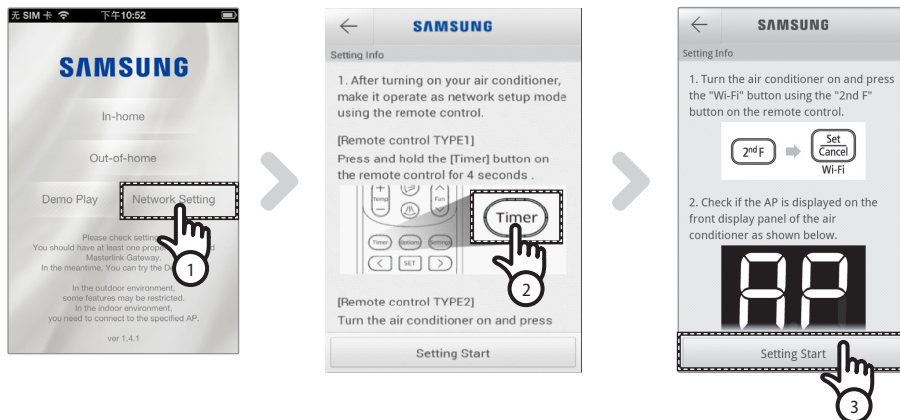 无 SIM 卡 下午10:52
SAMSUNG
In-home
Out-of-home
Demo Play Network Setting
Please check setting
You should have at least one prope
Masterlink Gateway.
In the meantime, You can try the De
In the outdoor environment,
some features may be restricted.
In the indoor environment,
you need to connect to the specified AP.
ver 1.4.1
1
SAMSUNG
Setting Info
1. After turning on your air conditioner,
make it operate as network setup mode
using the remote control.
[Remote control TYPE1]
Press and hold the [Timer] button on
the remote control for 4 seconds .
Temp
Fan
Timer
Timer Options Settings
SET
2
[Remote control TYPE2]
Turn the air conditioner on and press
Setting Start
SAMSUNG
Setting Info
1. Turn the air conditioner on and press
the "Wi-Fi" button using the "2nd F"
button on the remote control.
2nd F
Set
Cancel
Wi-Fi
2. Check if the AP is displayed on the
front display panel of the air
conditioner as shown below.
AP
Setting Start
3